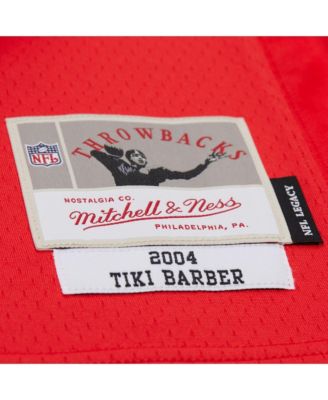 THROWBACKS
NFL
NOSTALGIA CO.
Mitchell & Ness
PHILADELPHIA, PA.
NFL LEGACY
2004
TIKI BARBER